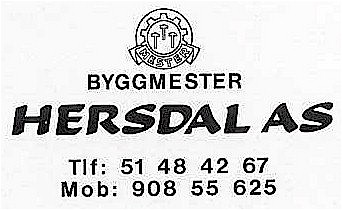 MESTER
BYGGMESTER
HERSDAL AS
Tlf: 51 48 42 67
Mob: 908 55 625